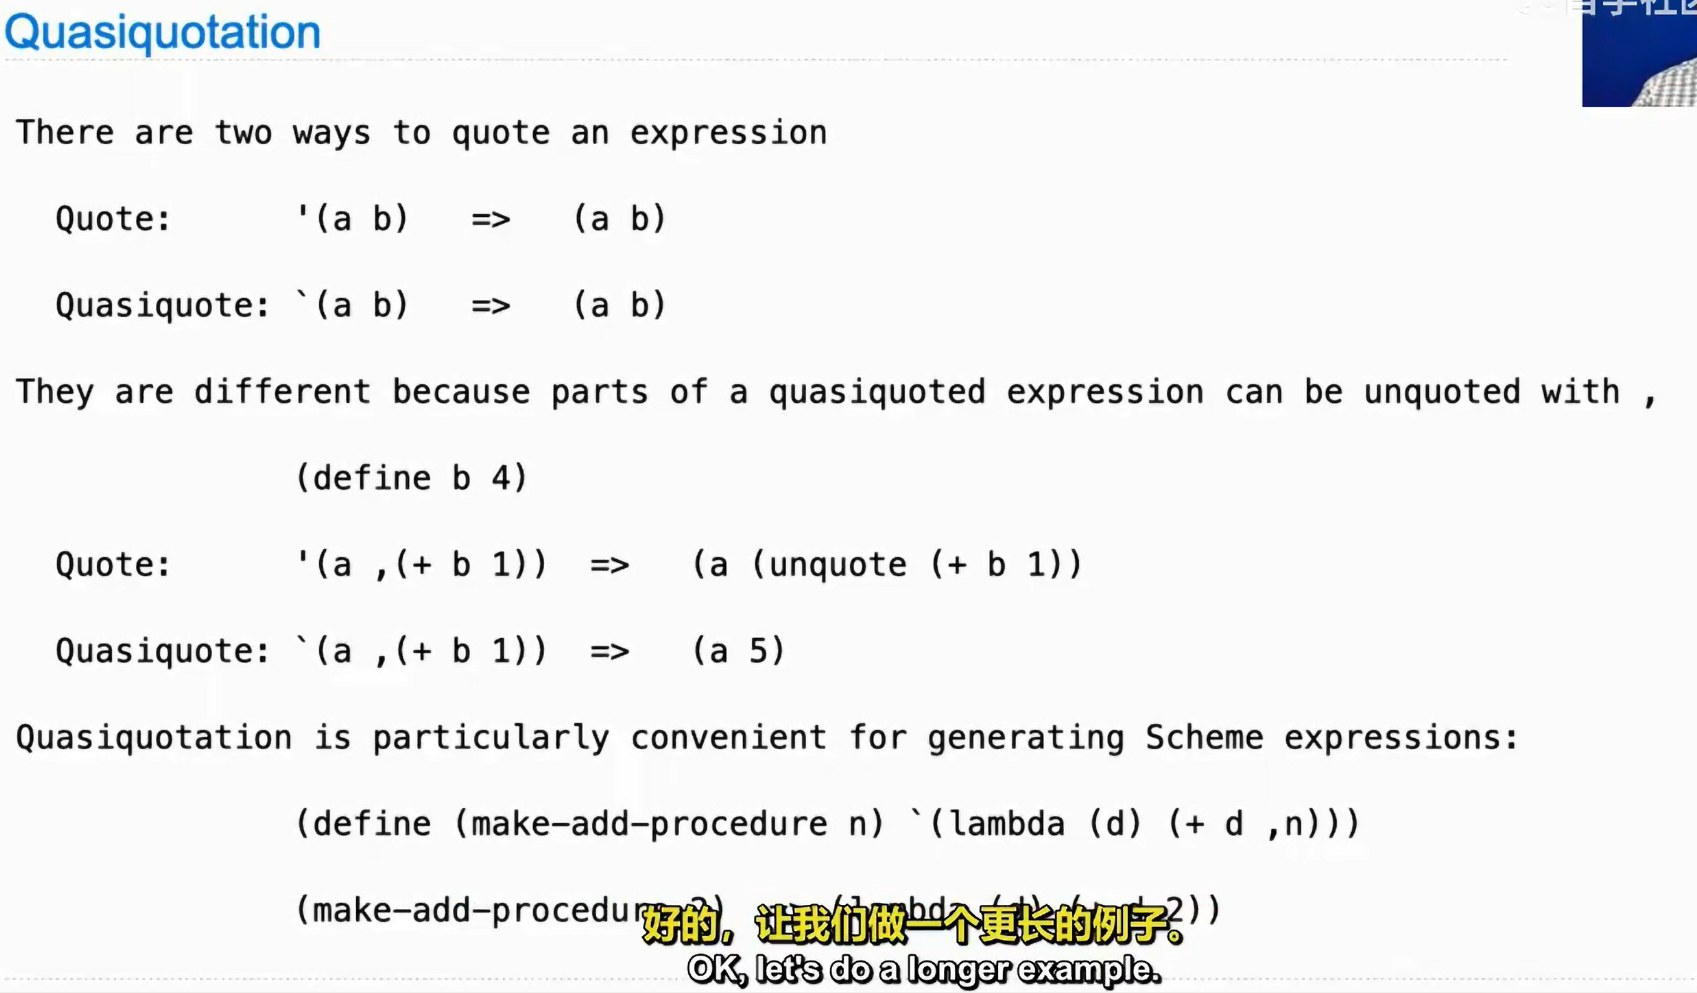 Quasiquotation
There are two ways to quote an expression
Quote: '(a b) => (a b)
Quasiquote: `(a b) => (a b)
They are different because parts of a quasiquoted expression can be unquoted with ,
(define b 4)
Quote: '(a ,(+ b 1)) => (a (unquote (+ b 1))
Quasiquote: `(a ,(+ b 1)) => (a 5)
Quasiquotation is particularly convenient for generating Scheme expressions:
(define (make-add-procedure n) `(lambda (d) (+ d ,n)))
(make-add-procedure 2) (lambda (d) (+ d 2))
好的，让我们做一个更长的例子。
OK, let's do a longer example.